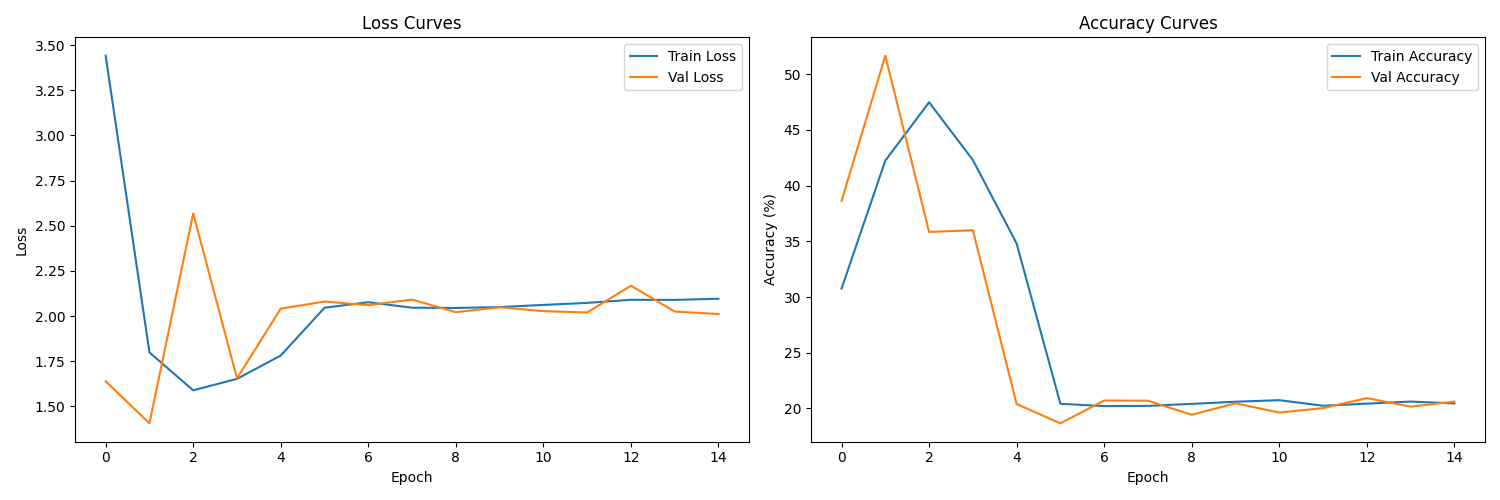 Loss Curves
3.50
3.25
3.00
2.75
2.50
2.25
2.00
1.75
1.50
Loss
Train Loss
Val Loss
0 2 4 6 8 10 12 14
Epoch
Accuracy Curves
50
45
40
35
30
25
20
Accuracy (%)
Train Accuracy
Val Accuracy
0 2 4 6 8 10 12 14
Epoch